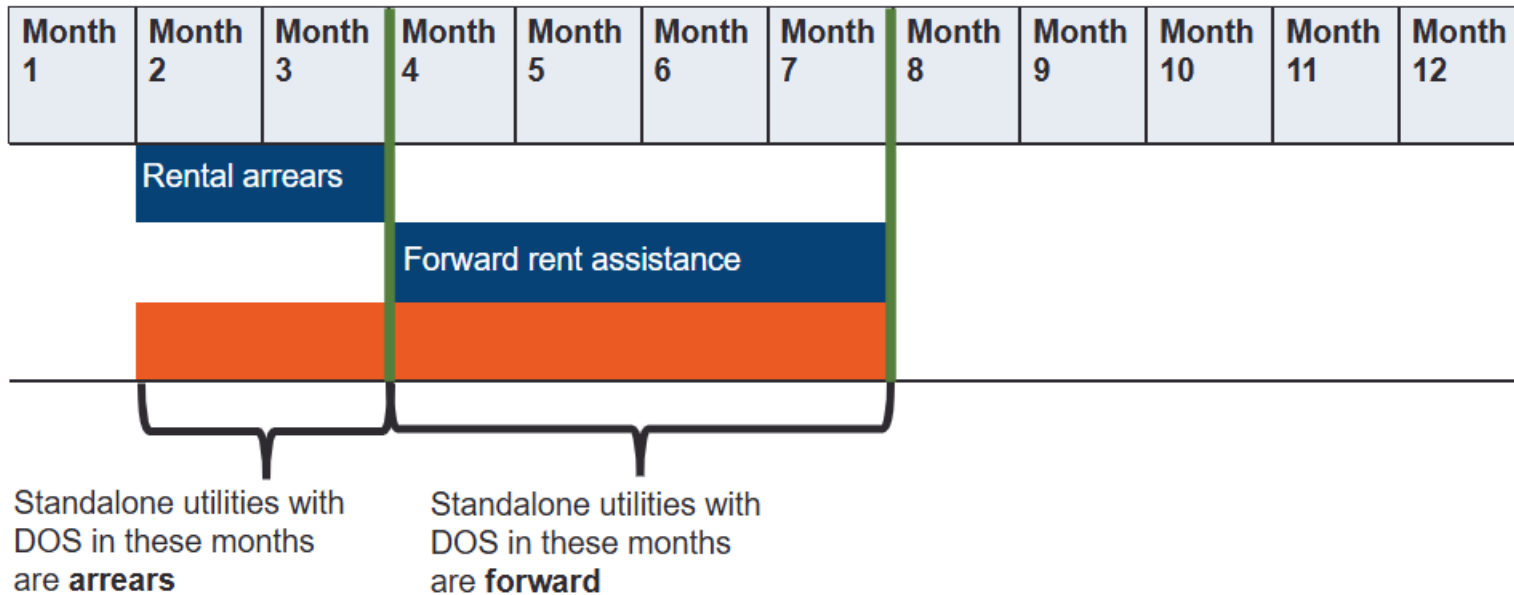 Month 1
Month 2
Month 3
Month 4
Month 5
Month 6
Month 7
Month 8
Month 9
Month 10
Month 11
Month 12
Rental arrears
Forward rent assistance
Standalone utilities with
DOS in these months
are arrears
Standalone utilities with
DOS in these months
are forward